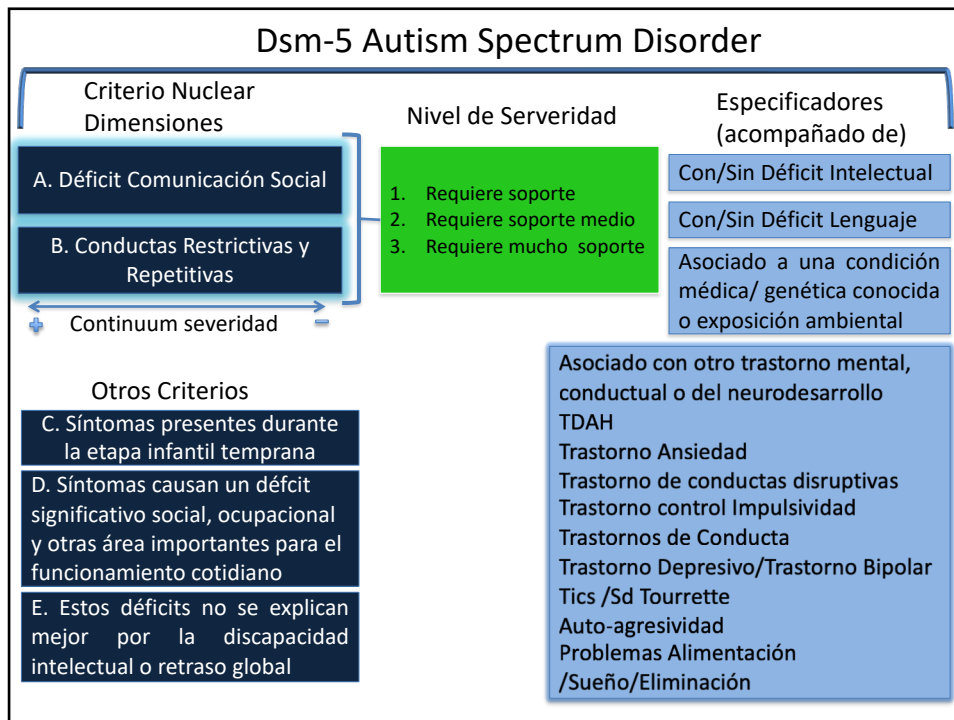 Dsm-5 Autism Spectrum Disorder
Criterio Nuclear
Dimensiones
A. Déficit Comunicación Social
B. Conductas Restrictivas y
Repetitivas
+ Continuum severidad −
Nivel de Serveridad
1. Requiere soporte
2. Requiere soporte medio
3. Requiere mucho soporte
Especificadores
(acompañado de)
Con/Sin Déficit Intelectual
Con/Sin Déficit Lenguaje
Asociado a una condición
médica/ genética conocida
o exposición ambiental
Otros Criterios
C. Síntomas presentes durante
la etapa infantil temprana
D. Síntomas causan un défcit
significativo social, ocupacional
y otras área importantes para el
funcionamiento cotidiano
E. Estos déficits no se explican
mejor por la discapacidad
intelectual o retraso global
Asociado con otro trastorno mental,
conductual o del neurodesarrollo
TDAH
Trastorno Ansiedad
Trastorno de conductas disruptivas
Trastorno control Impulsividad
Trastornos de Conducta
Trastorno Depresivo/Trastorno Bipolar
Tics /Sd Tourrette
Auto-agresividad
Problemas Alimentación
/Sueño/Eliminación